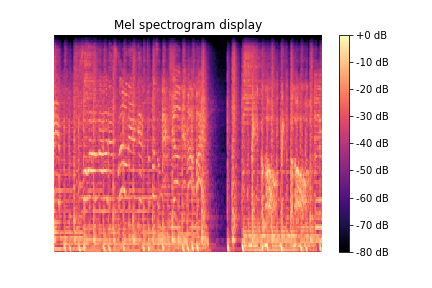 Mel spectrogram display
+0 dB
-10 dB
-20 dB
-30 dB
-40 dB
-50 dB
-60 dB
-70 dB
-80 dB